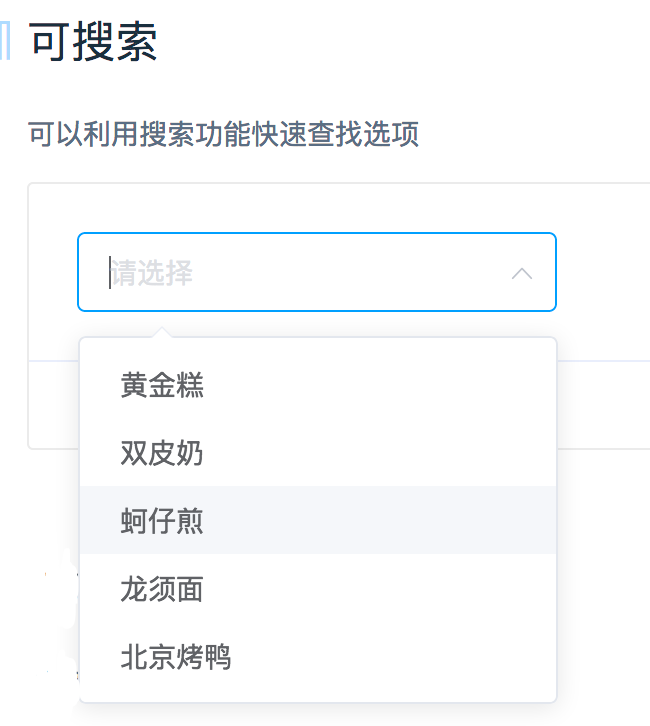 可搜索
可以利用搜索功能快速查找选项
请选择
黄金糕
双皮奶
蚵仔煎
龙须面
北京烤鸭